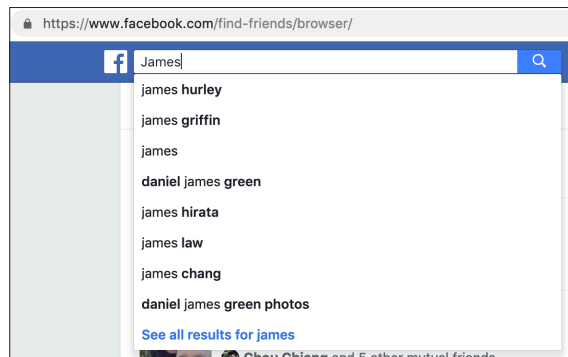 https://www.facebook.com/find-friends/browser/
f James
james hurley
james griffin
james
daniel james green
james hirata
james law
james chang
daniel james green photos
See all results for james
Chou Chiang and 5 other mutual friends